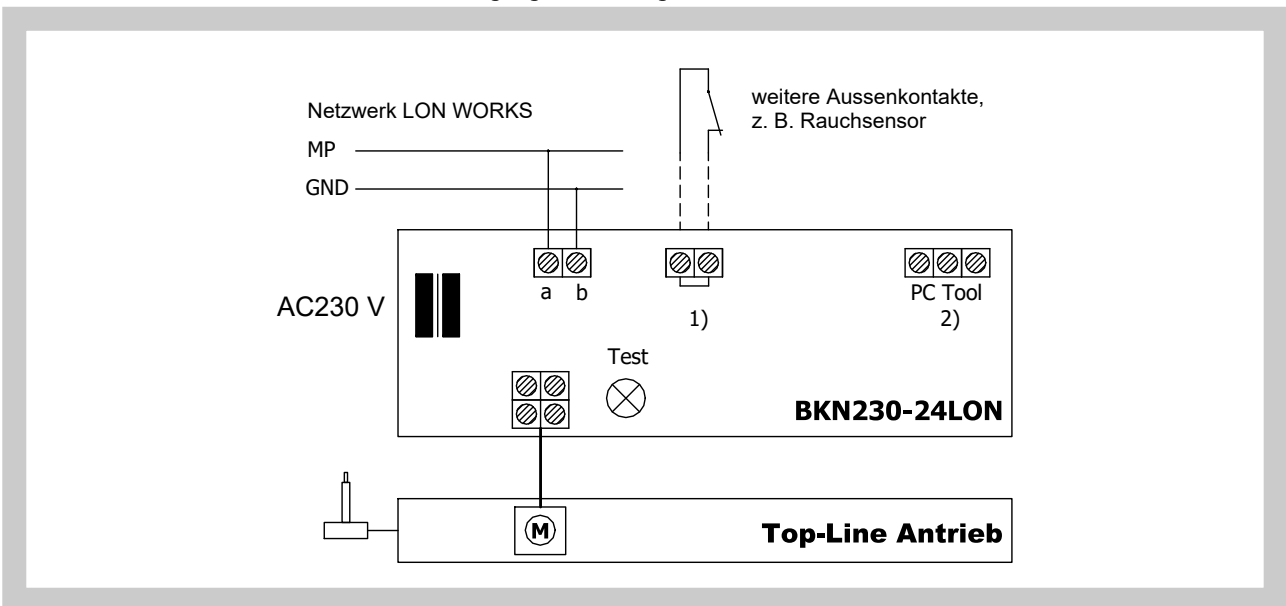 Netzwerk LON WORKS
weitere Aussenkontakte,
z. B. Rauchsensor
MP
GND
AC230 V
a b
1)
PC Tool
2)
Test
BKN230-24LON
M
Top-Line Antrieb